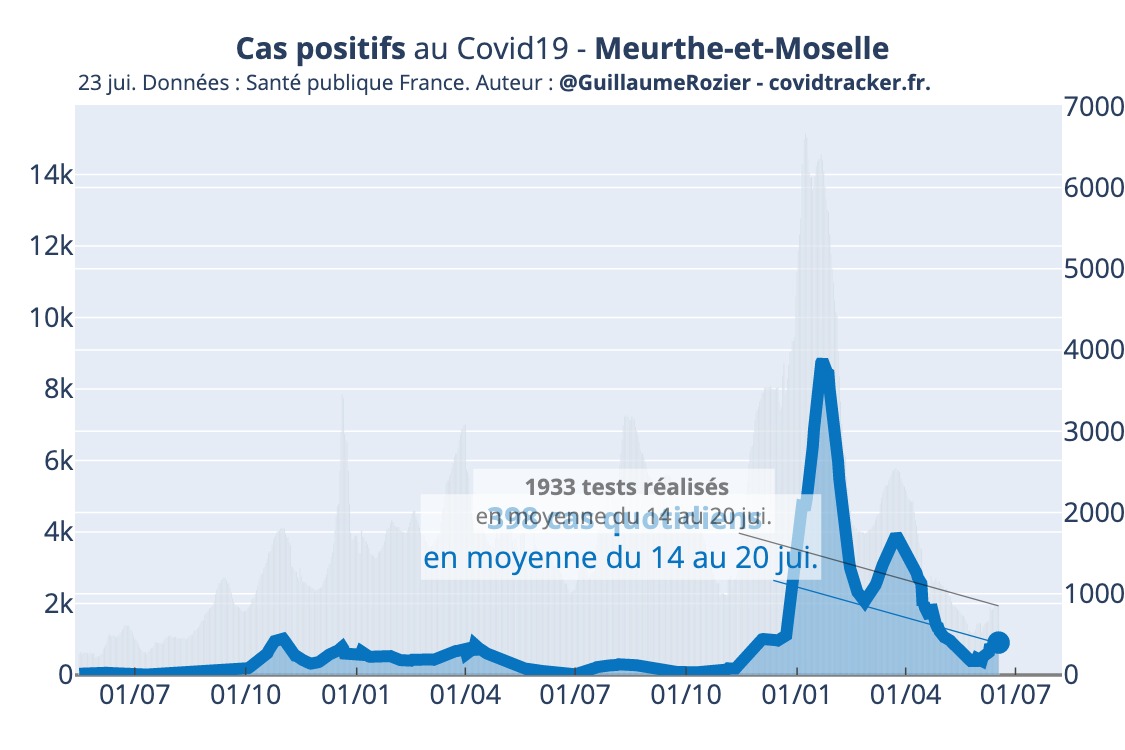 Cas positifs au Covid19 - Meurthe-et-Moselle
23 jui. Données : Santé publique France. Auteur : @GuillaumeRozier - covidtracker.fr.
7000
14k
6000
12k
5000
10k
4000
8k
3000
6k
1933 tests réalisés
en moyenne du 14 au 20 jui.
398 cas quotidiens
2000
4k
en moyenne du 14 au 20 jui.
1000
2k
0
0
01/07 01/10 01/01 01/04 01/07 01/10 01/01 01/04 01/07